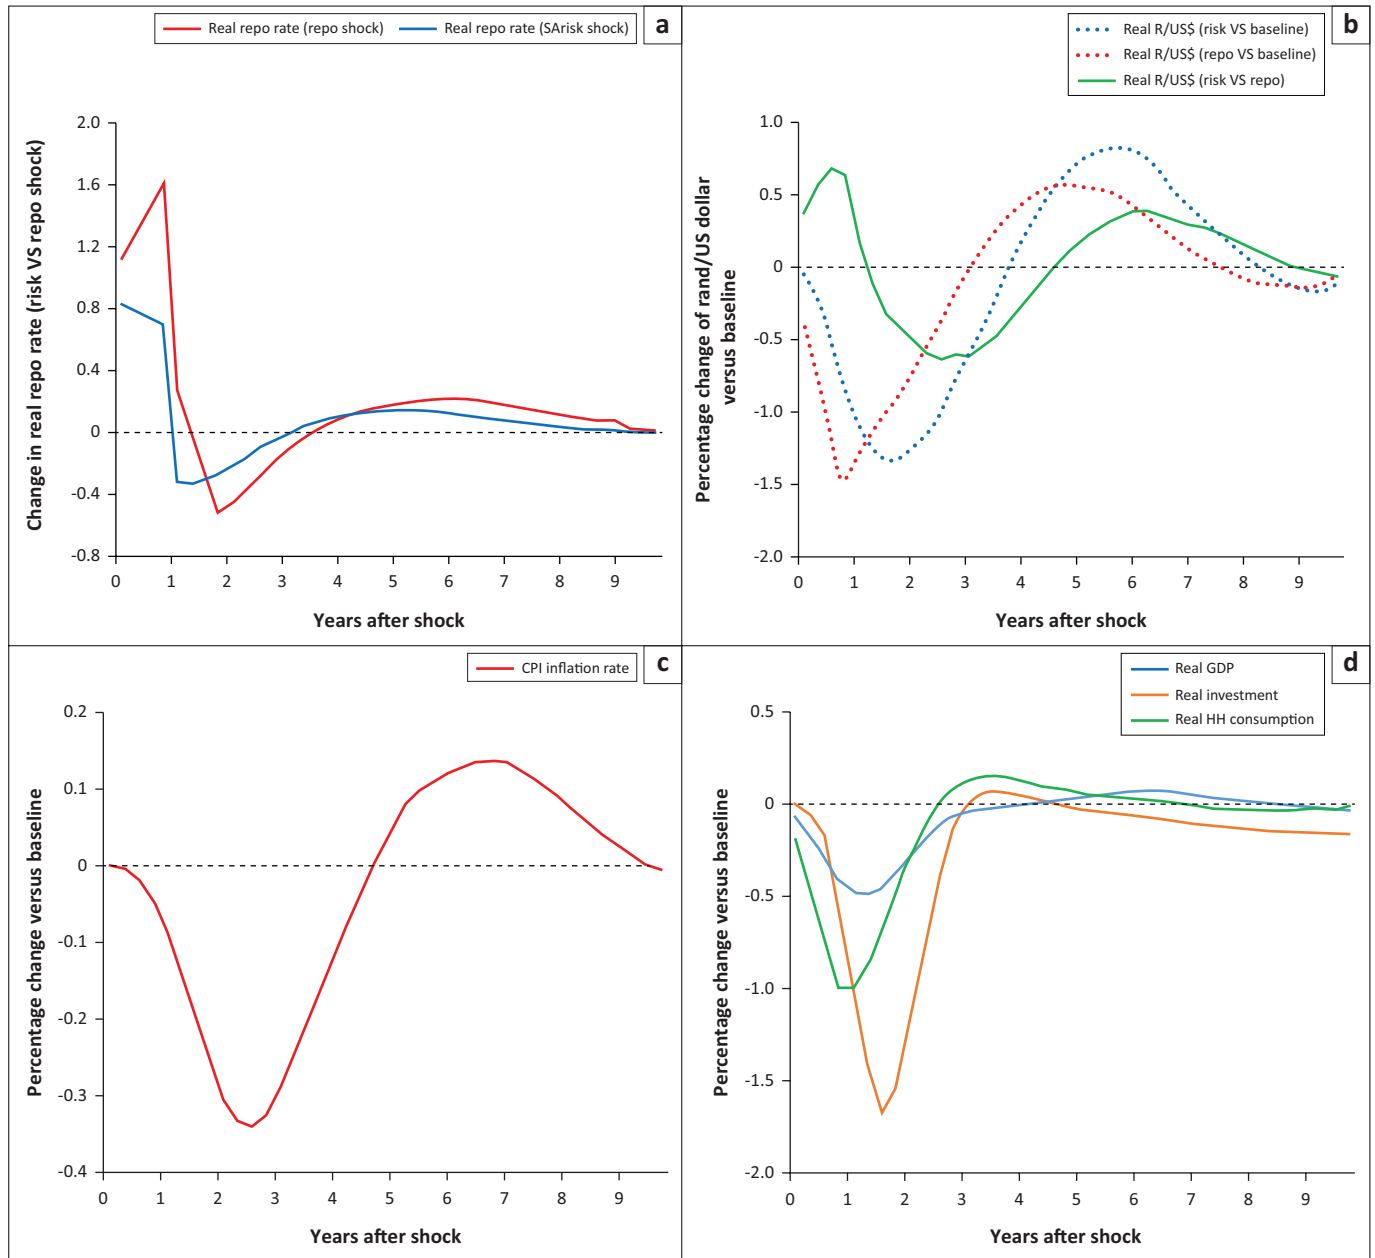 Real repo rate (repo shock)
Real repo rate (SArisk shock)
a
Change in real repo rate (risk VS repo shock)
2.0
1.6
1.2
0.8
0.4
0
-0.4
-0.8
0 1 2 3 4 5 6 7 8 9
Years after shock
b
Real R/US$ (risk VS baseline)
Real R/US$ (repo VS baseline)
Real R/US$ (risk VS repo)
Percentage change of rand/US dollar
versus baseline
1.0
0.5
0
-0.5
-1.0
-1.5
-2.0
0 1 2 3 4 5 6 7 8 9
Years after shock
CPI inflation rate
c
Percentage change versus baseline
0.2
0.1
0
-0.1
-0.2
-0.3
-0.4
0 1 2 3 4 5 6 7 8 9
Years after shock
d
Real GDP
Real investment
Real HH consumption
Percentage change versus baseline
0.5
0
-0.5
-1.0
-1.5
-2.0
0 1 2 3 4 5 6 7 8 9
Years after shock